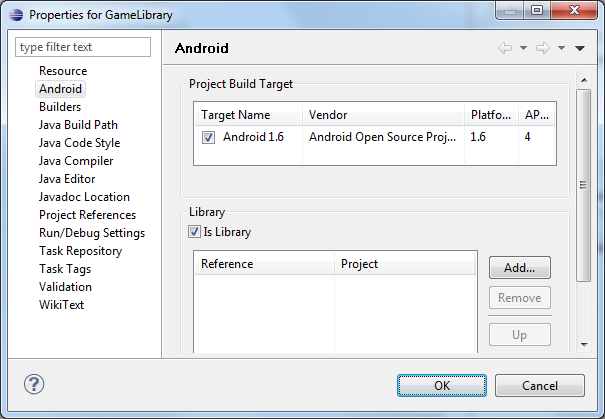 Properties for GameLibrary
type filter text
Resource
Android
Builders
Java Build Path
Java Code Style
Java Compiler
Java Editor
Javadoc Location
Project References
Run/Debug Settings
Task Repository
Task Tags
Validation
WikiText
Android
Project Build Target
Target Name Vendor Platfo... AP...
Android 1.6 Android Open Source Proj... 1.6 4
Library
Is Library
Reference Project
Add...
Remove
Up
?
OK Cancel